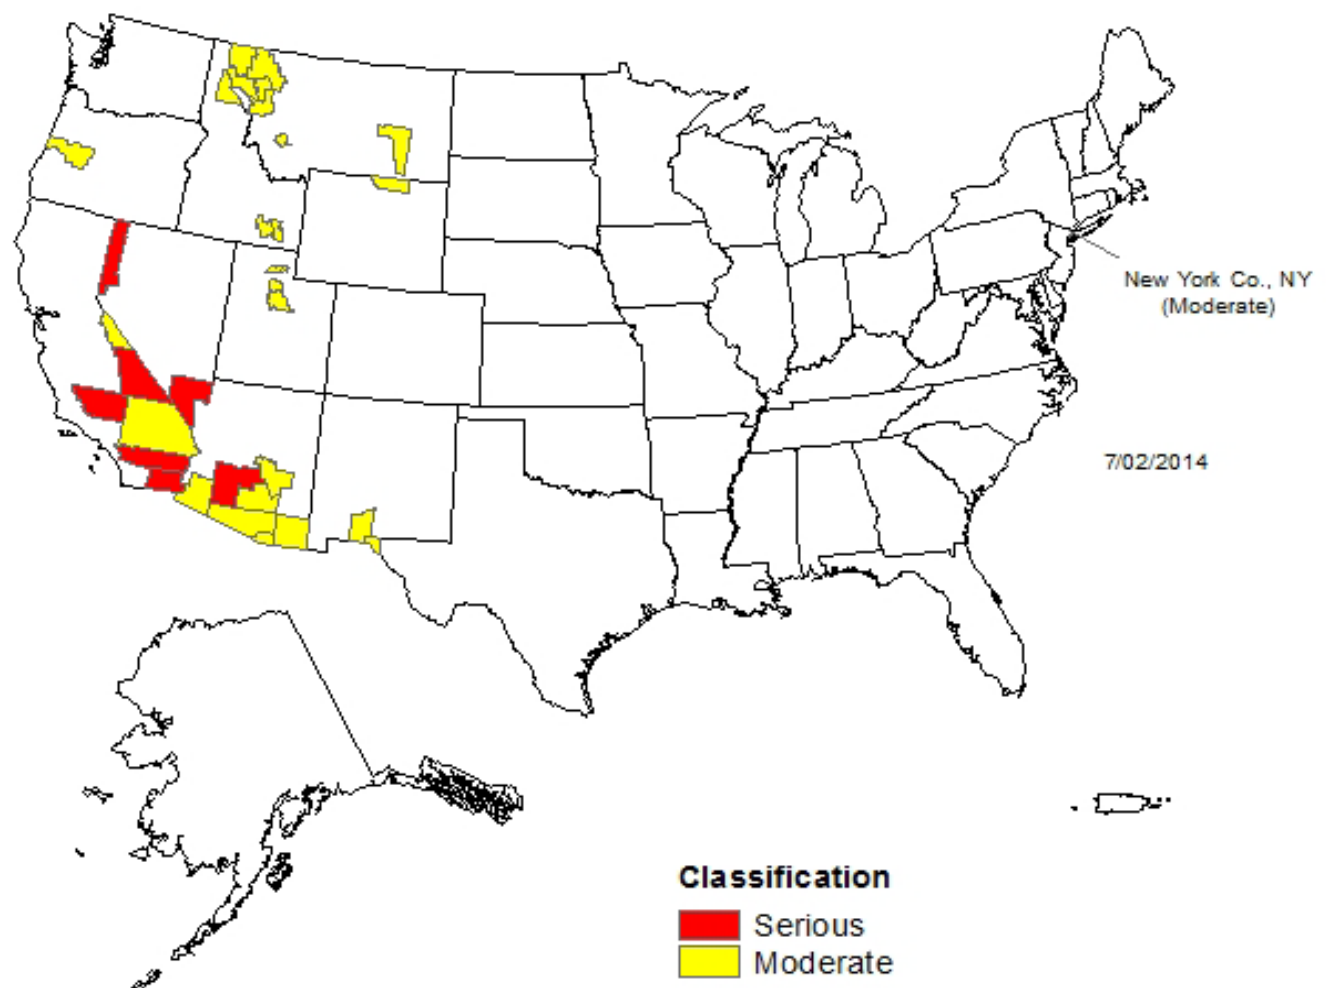 New York Co., NY
(Moderate)
7/02/2014
Classification
Serious
Moderate